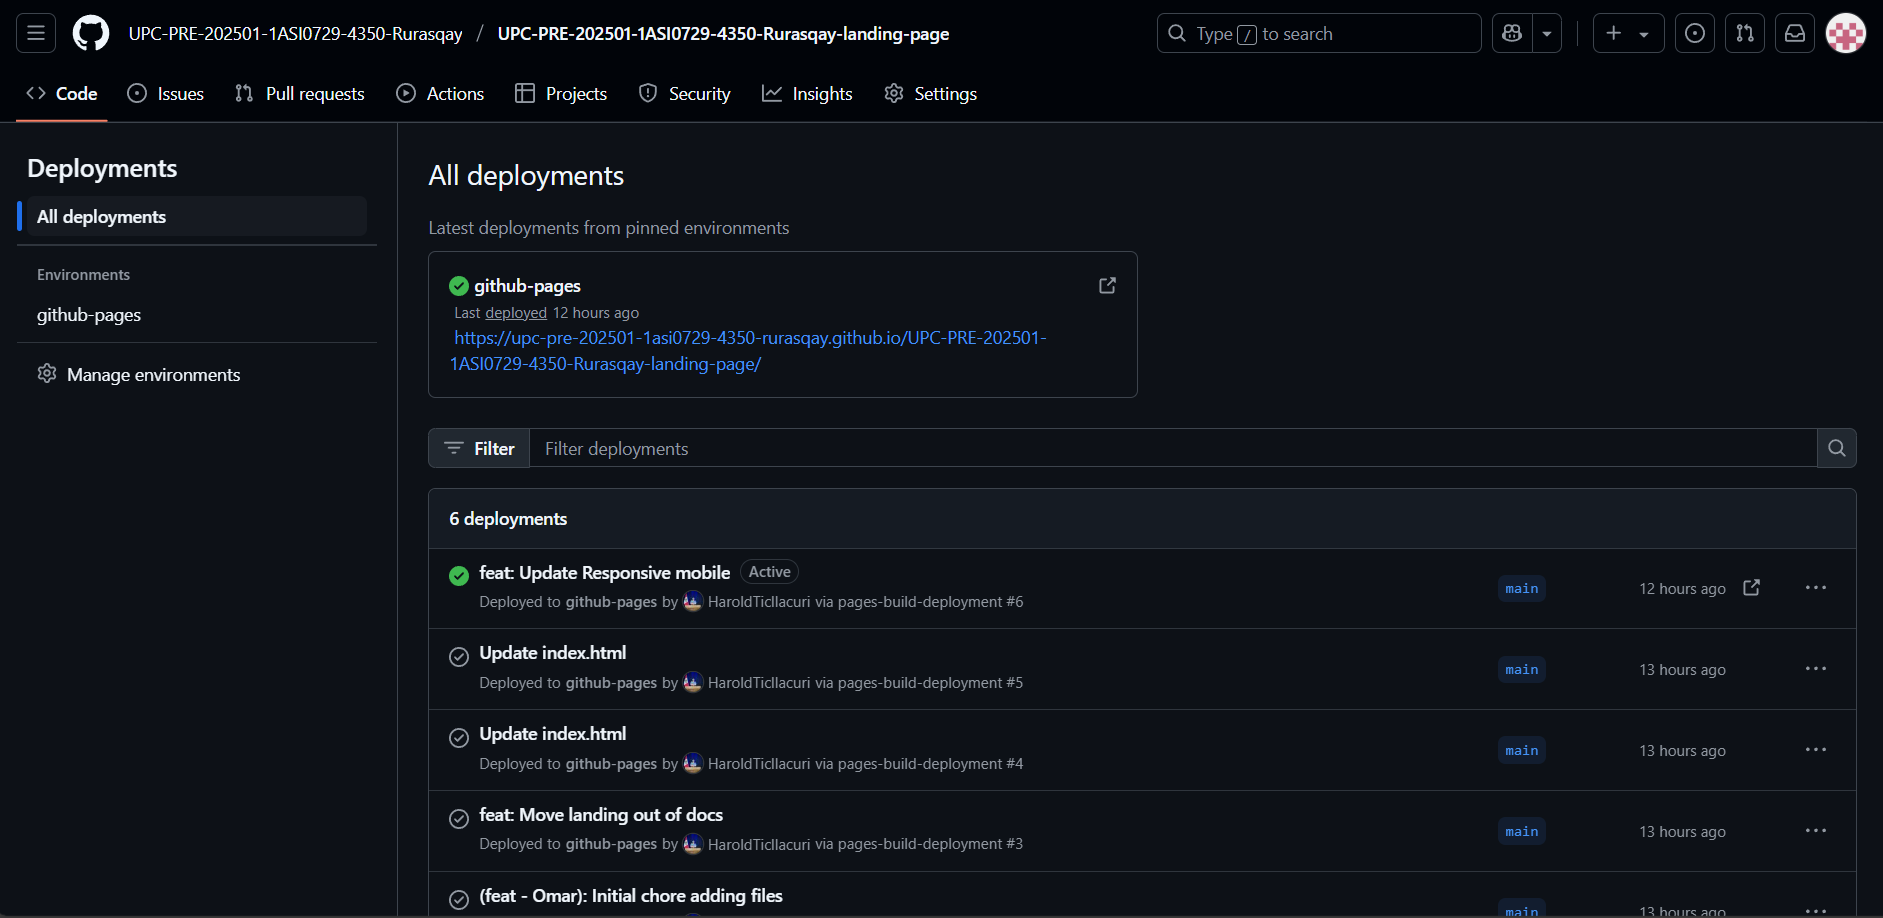 UPC-PRE-202501-1ASI0729-4350-Rurasqay / UPC-PRE-202501-1ASI0729-4350-Rurasqay-landing-page
Type / to search
Code Issues Pull requests Actions Projects Security Insights Settings
Deployments
All deployments
Environments
github-pages
Manage environments
All deployments
Latest deployments from pinned environments
github-pages
Last deployed 12 hours ago
https://upc-pre-202501-1asi0729-4350-rurasqay.github.io/UPC-PRE-202501-
1ASI0729-4350-Rurasqay-landing-page/
Filter Filter deployments
6 deployments
feat: Update Responsive mobile Active
Deployed to github-pages by HaroldTicllacuri via pages-build-deployment #6
main 12 hours ago
Update index.html
Deployed to github-pages by HaroldTicllacuri via pages-build-deployment #5
main 13 hours ago
Update index.html
Deployed to github-pages by HaroldTicllacuri via pages-build-deployment #4
main 13 hours ago
feat: Move landing out of docs
Deployed to github-pages by HaroldTicllacuri via pages-build-deployment #3
main 13 hours ago
(feat - Omar): Initial chore adding files
main 13 hours ago